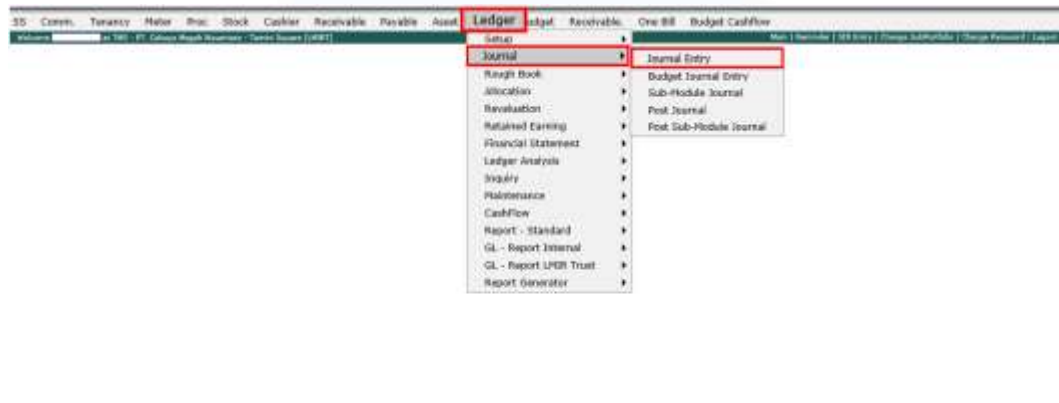 SS Comm. Tenancy Meter Proc Stock Cashier Receivable Payable Asset Ledger udget Receivable. One Bill Budget Cashflow
Welcome
Setup
Journal
Journal Entry
Rough Book
Budget Journal Entry
Allocation
Sub-Module Journal
Revaluation
Post Journal
Retained Earning
Post Sub-Module Journal
Financial Statement
Ledger Analysis
Inquiry
Maintenance
CashFlow
Report - Standard
GL - Report Internal
GL - Report LMIR Trust
Report Generator